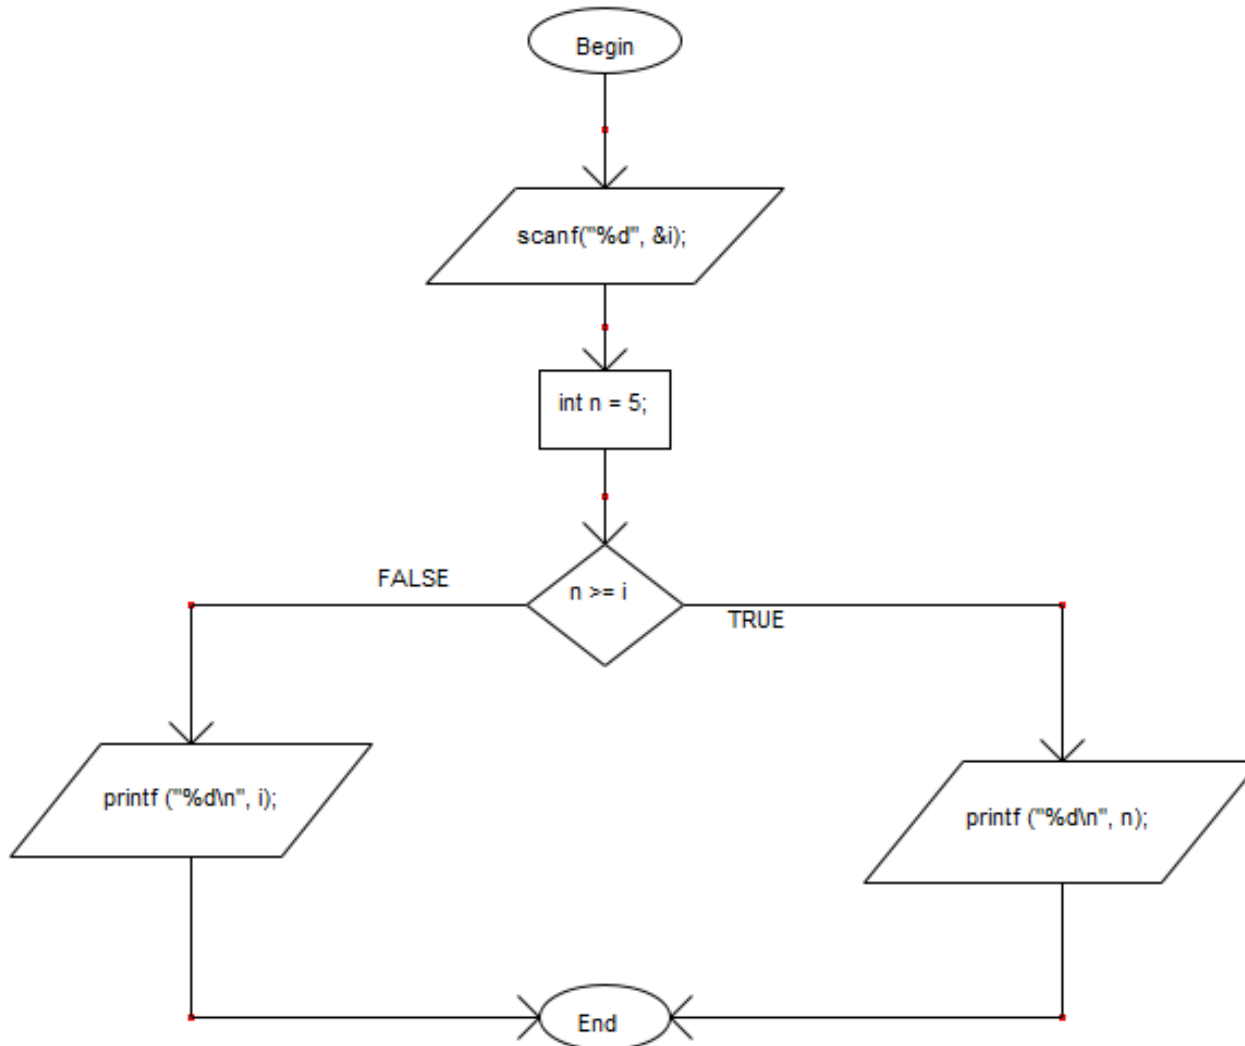 Begin
scanf("%d", &i);
int n = 5;
n >= i
FALSE
TRUE
printf ("%d\n", i);
printf ("%d\n", n);
End